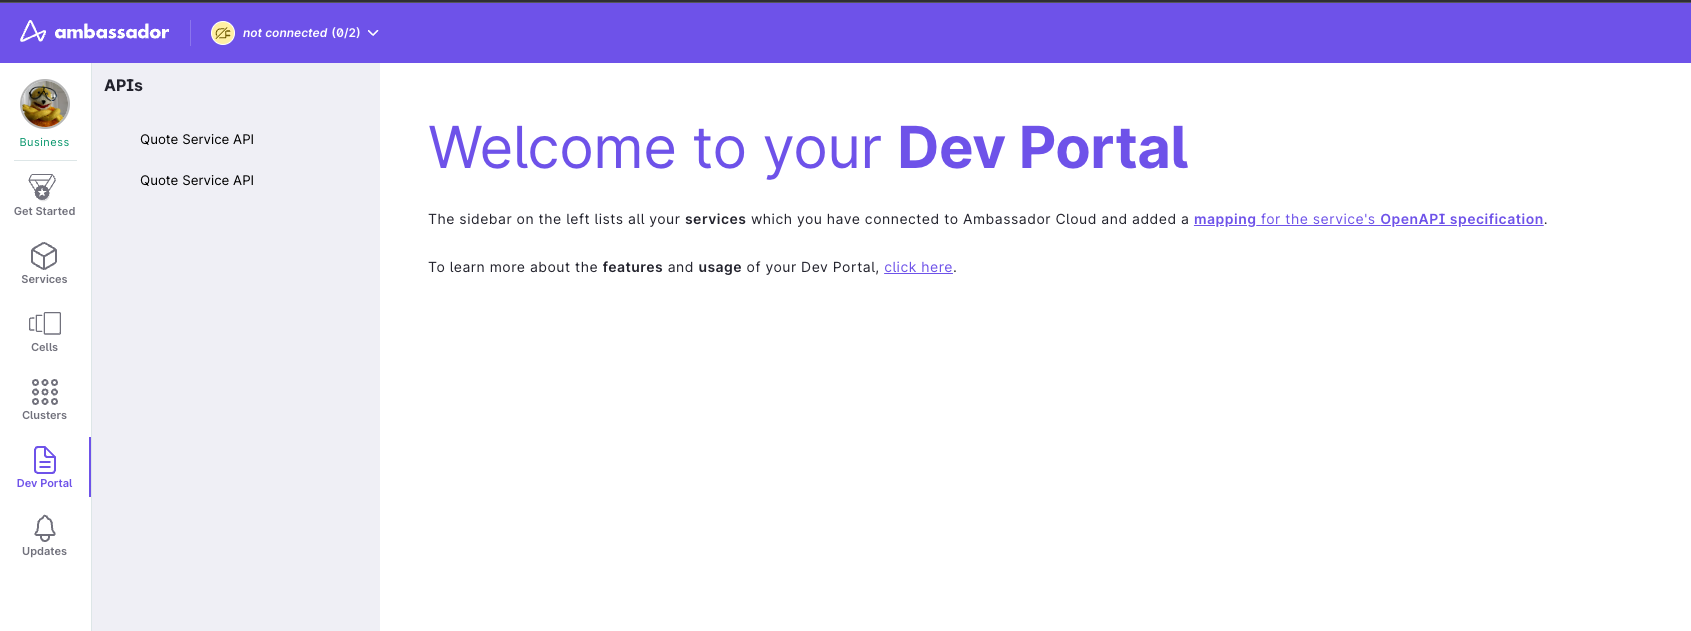 ambassador
not connected (0/2)
Business
Get Started
Services
Cells
Clusters
Dev Portal
Updates
APIs
Quote Service API
Quote Service API
Welcome to your Dev Portal
The sidebar on the left lists all your services which you have connected to Ambassador Cloud and added a mapping for the service's OpenAPI specification.
To learn more about the features and usage of your Dev Portal, click here.